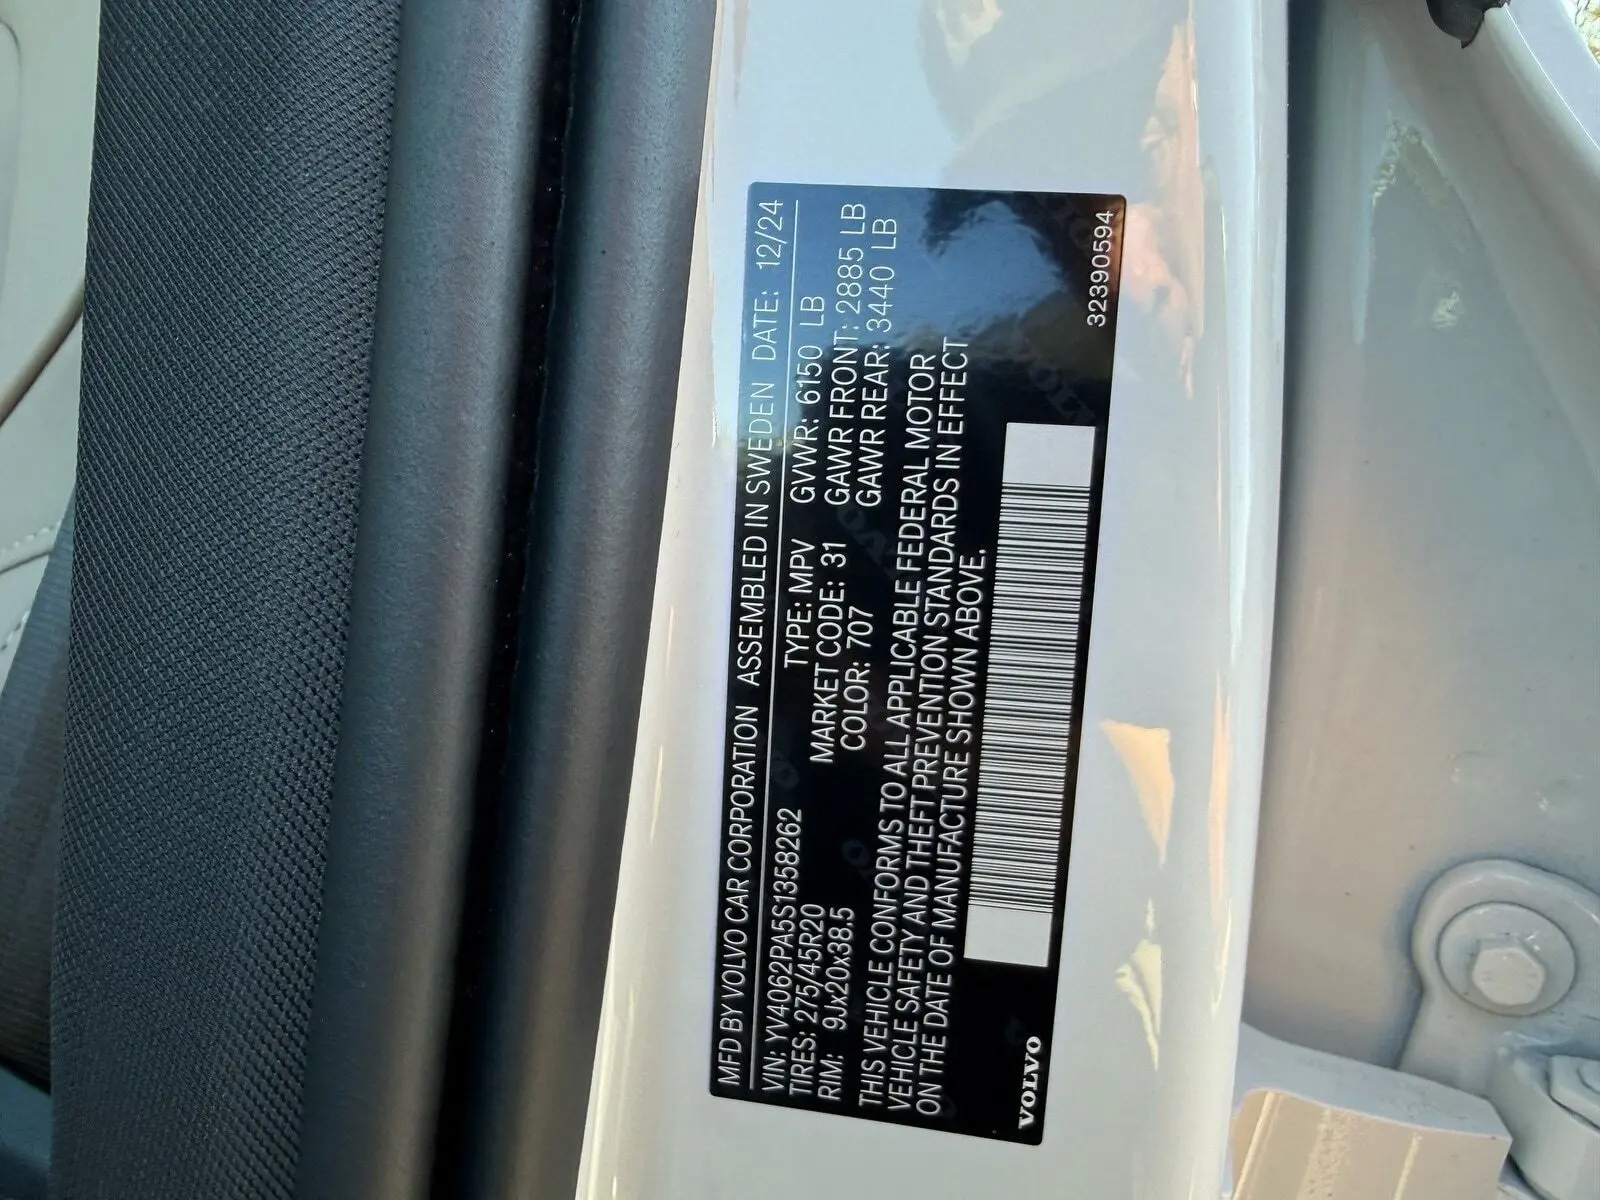 MFD BY VOLVO CAR CORPORATION ASSEMBLED IN SWEDEN DATE: 12/24
VIN: YV4062PA5S1358262 TYPE: MPV GVWR: 6150 LB
TIRES: 275/45R20 MARKET CODE: 31 GAWR FRONT: 2885 LB
RIM: 9Jx20x38.5 COLOR: 707 GAWR REAR: 3440 LB
THIS VEHICLE CONFORMS TO ALL APPLICABLE FEDERAL MOTOR
VEHICLE SAFETY AND THEFT PREVENTION STANDARDS IN EFFECT
ON THE DATE OF MANUFACTURE SHOWN ABOVE.
VOLVO 32390594